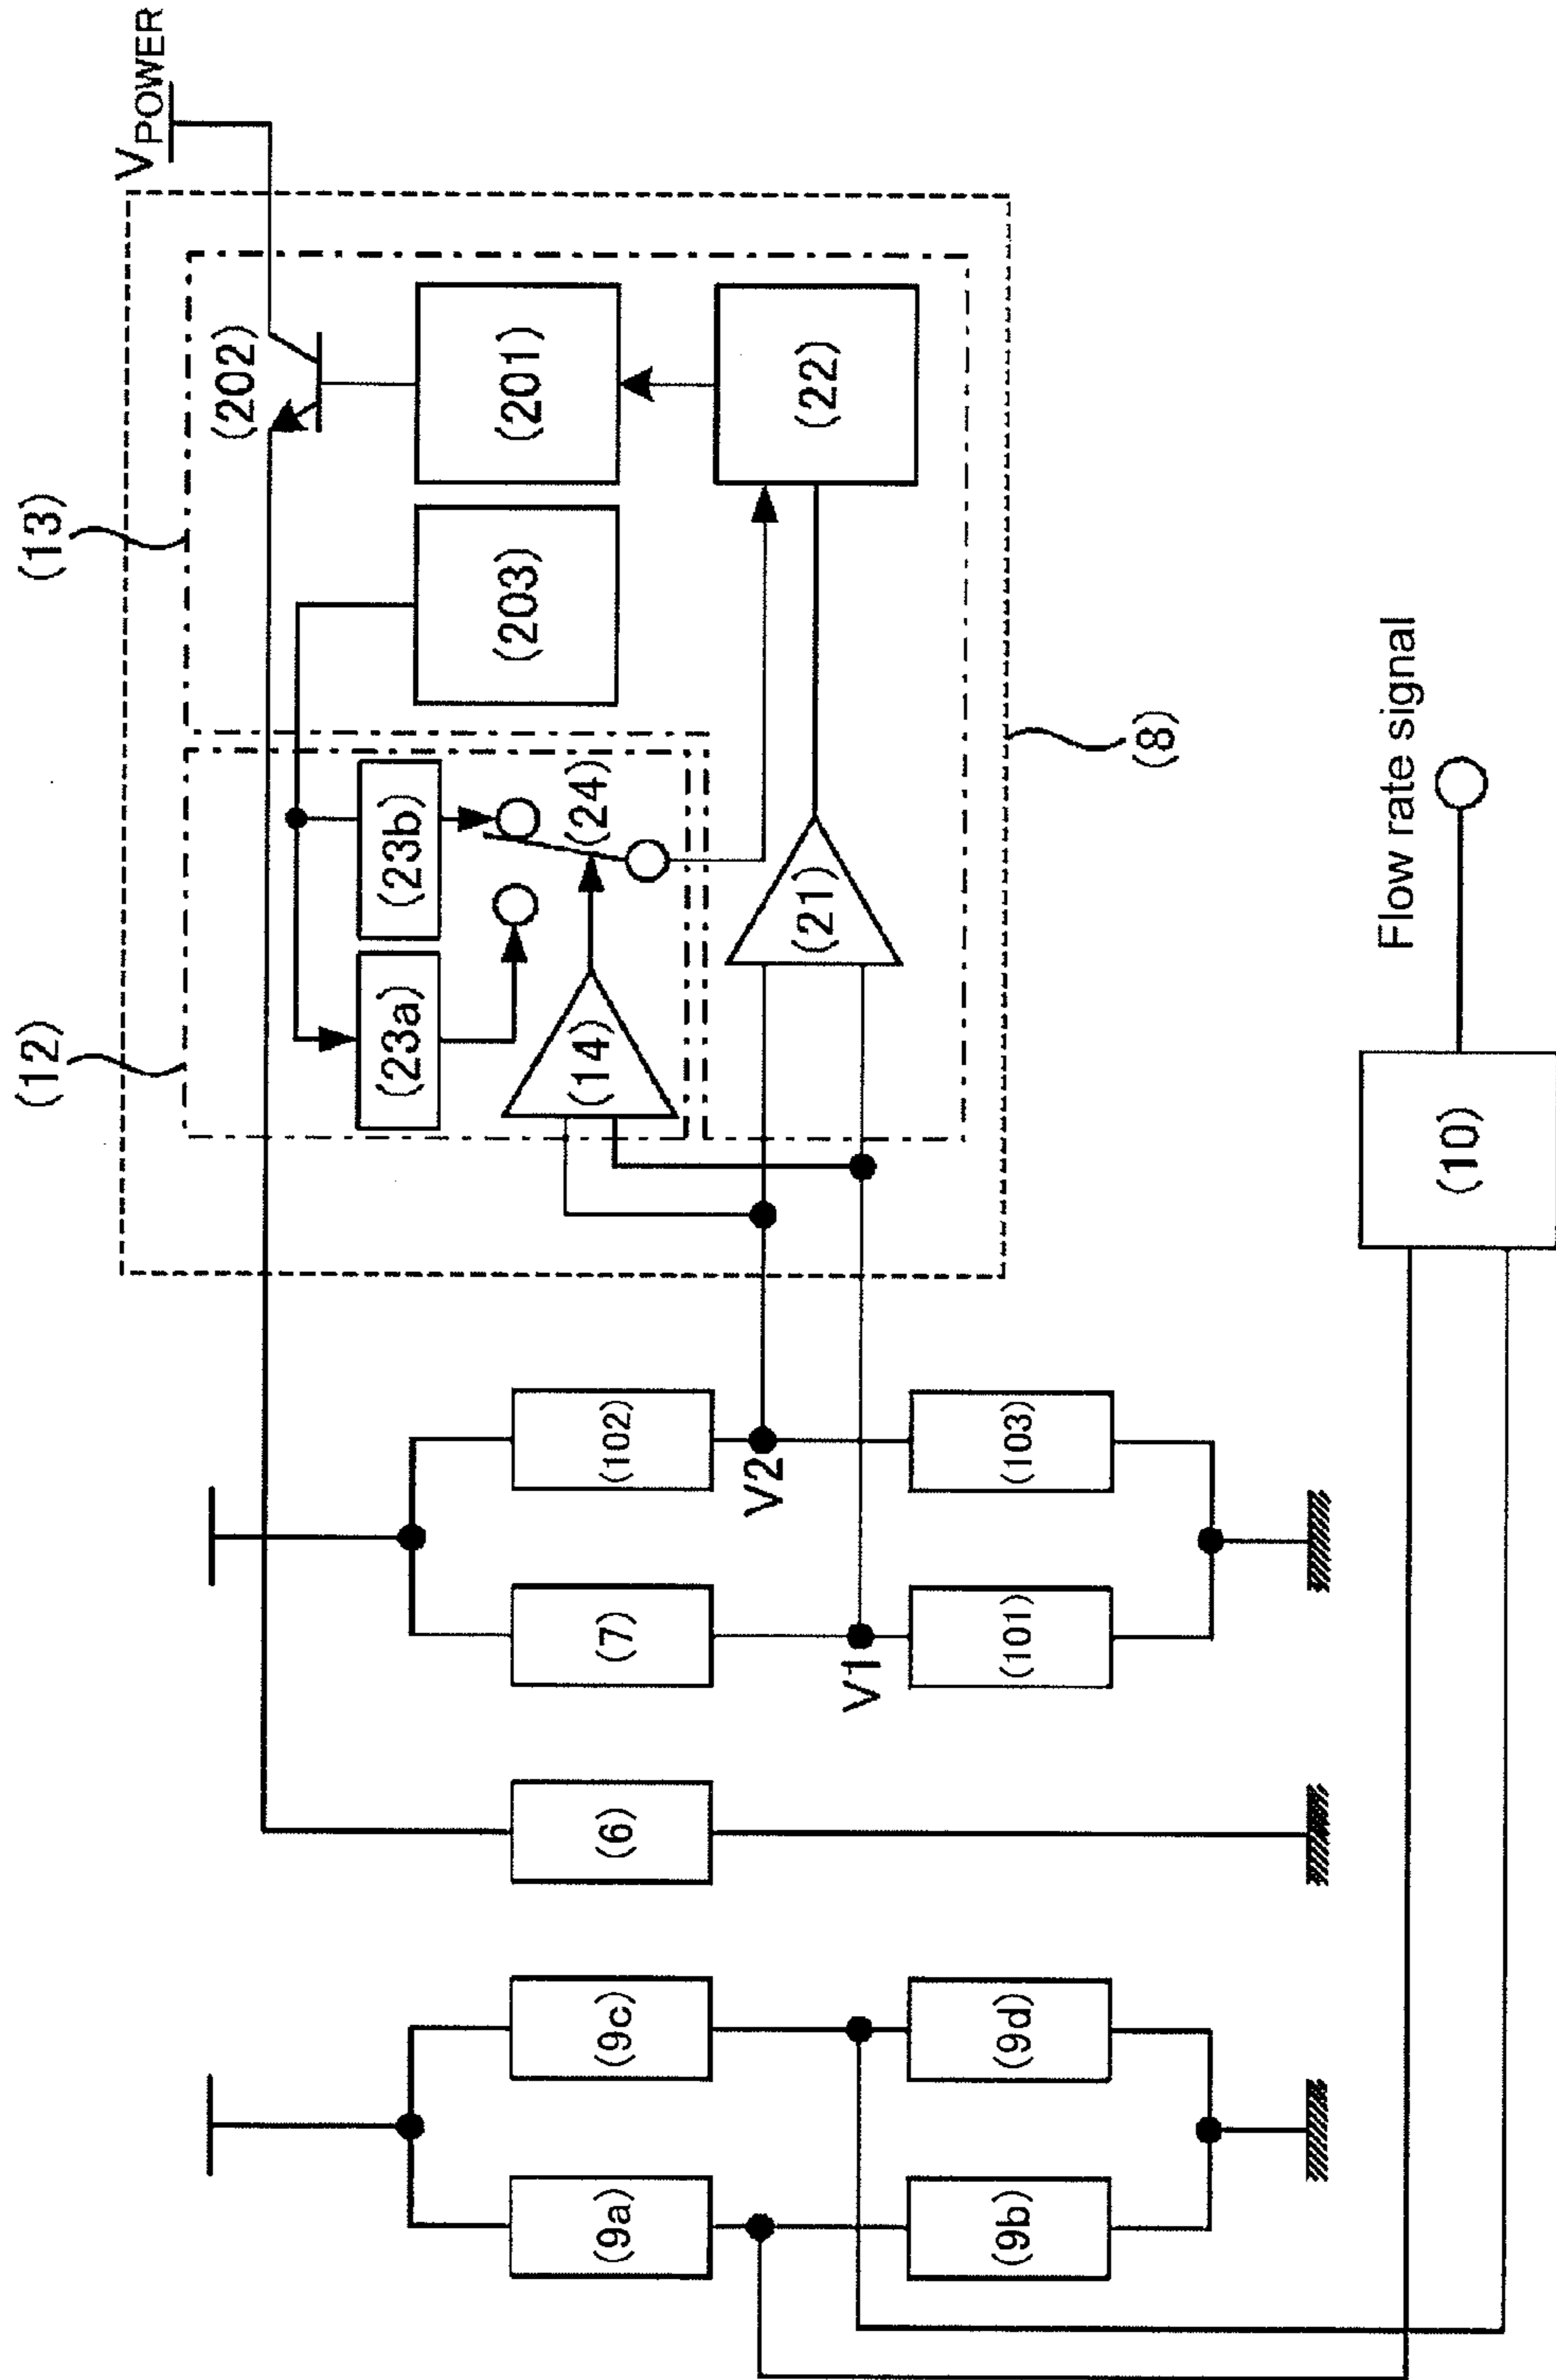 (12)
(13)
V_POWER
(202)
(23a)
(23b)
(203)
(201)
(24)
(14)
(21)
(22)
(8)
(9a)
(9c)
(6)
(7)
(102)
V2
V1
(9b)
(9d)
(101)
(103)
(10)
Flow rate signal